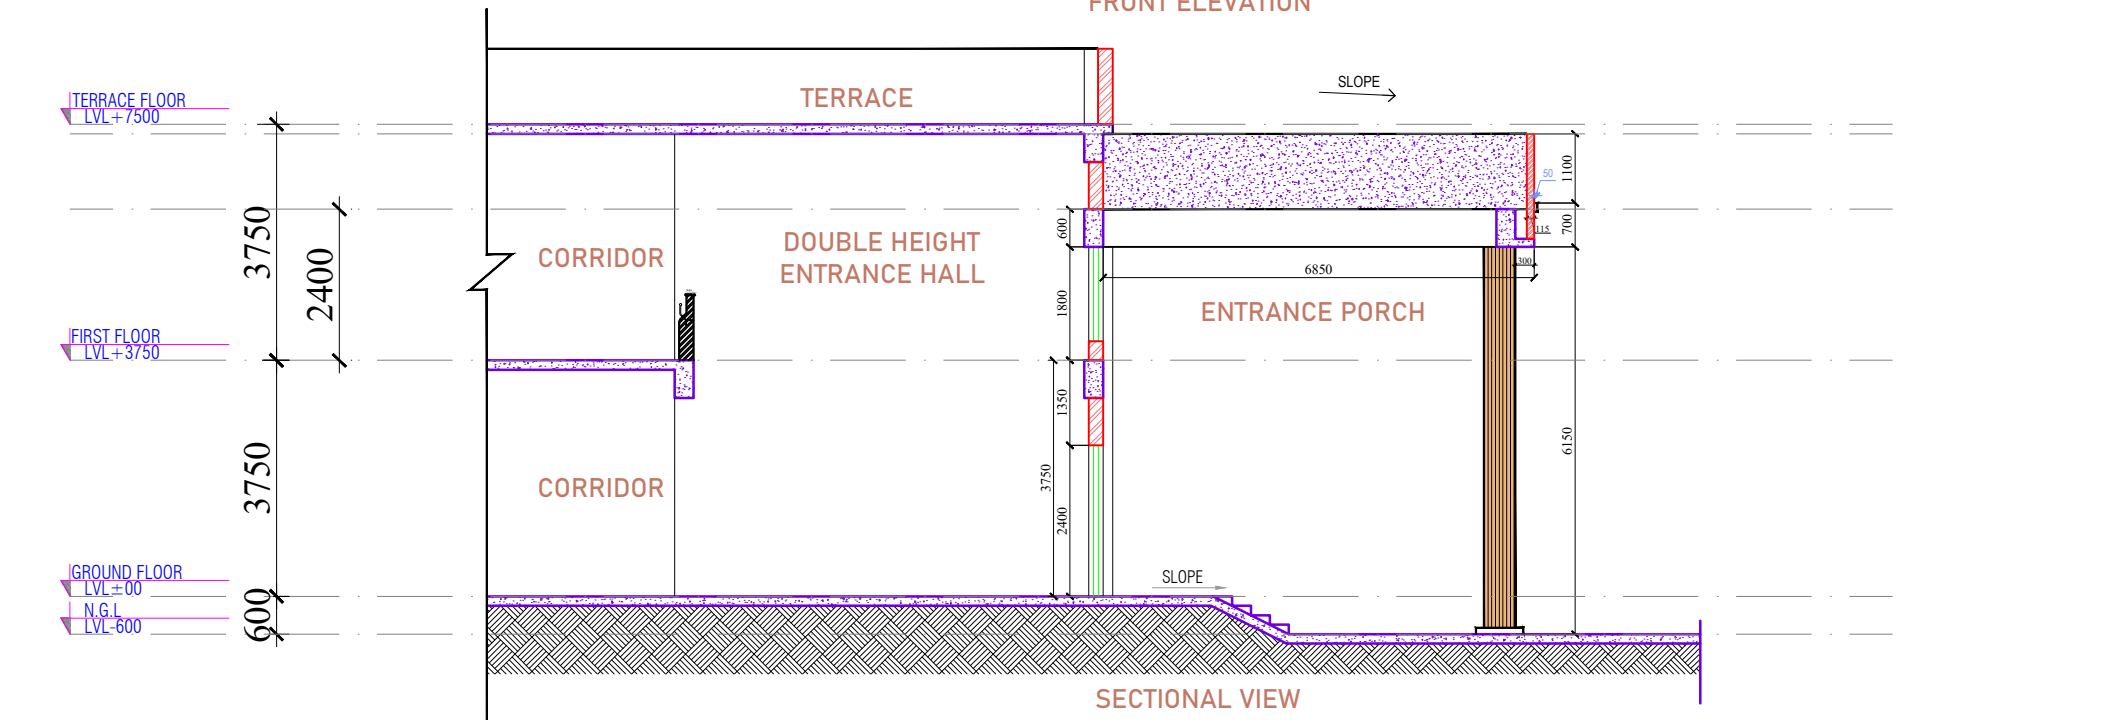 FRONT ELEVATION
TERRACE FLOOR
LVL+7500
TERRACE
SLOPE
1100
50
3750
2400
CORRIDOR
DOUBLE HEIGHT
ENTRANCE HALL
600
700
115
300
6850
1800
ENTRANCE PORCH
FIRST FLOOR
LVL+3750
1350
6150
3750
CORRIDOR
3750
2400
GROUND FLOOR
LVL±00
SLOPE
N.G.L
LVL-600
600
SECTIONAL VIEW